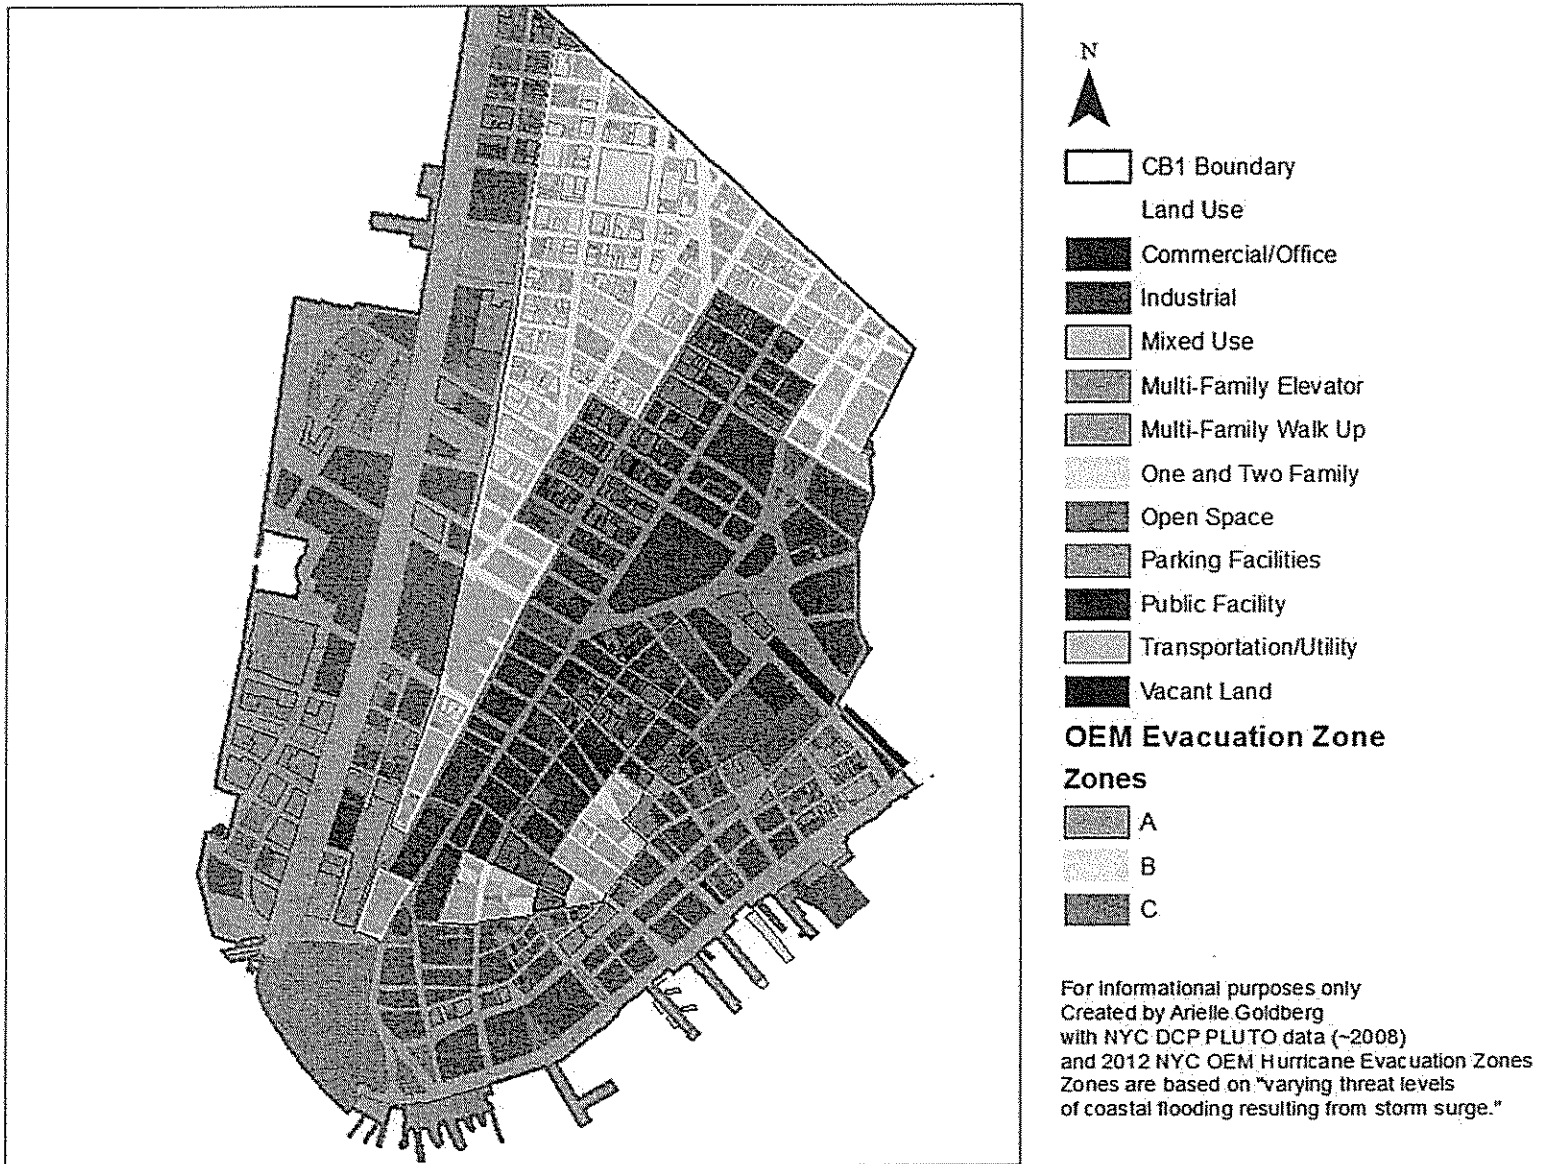 N
CB1 Boundary
Land Use
Commercial/Office
Industrial
Mixed Use
Multi-Family Elevator
Multi-Family Walk Up
One and Two Family
Open Space
Parking Facilities
Public Facility
Transportation/Utility
Vacant Land
OEM Evacuation Zone
Zones
A
B
C
For informational purposes only
Created by Arielle Goldberg
with NYC DCP PLUTO data (~2008)
and 2012 NYC OEM Hurricane Evacuation Zones
Zones are based on "varying threat levels
of coastal flooding resulting from storm surge."